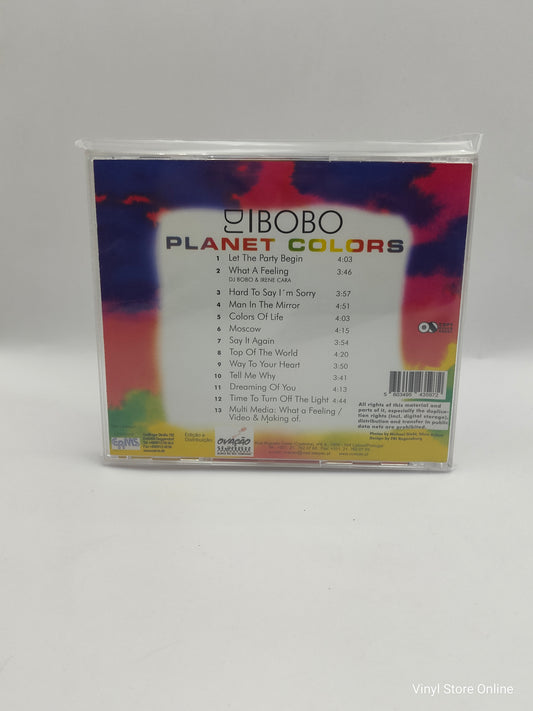 DJ BOBO
PLANET COLORS
1 Let The Party Begin 4:03
2 What A Feeling 3:46
DJ BOBO & IRENE CARA
3 Hard To Say I´m Sorry 3:57
4 Man In The Mirror 4:51
5 Colors Of Life 4:03
6 Moscow 4:15
7 Say It Again 3:54
8 Top Of The World 4:20
9 Way To Your Heart 3:50
10 Tell Me Why 3:41
11 Dreaming Of You 4:13
12 Time To Turn Off The Light 4:44
13 Multi Media: What a Feeling /
Video & Making of.
All rights of this material and
parts of it, especially the duplica-
tion rights (incl. digital storage),
distribution and transfer in public
data nets are prohibited.
Edição e
Distribuição
OVAÇÃO
Vinyl Store Online